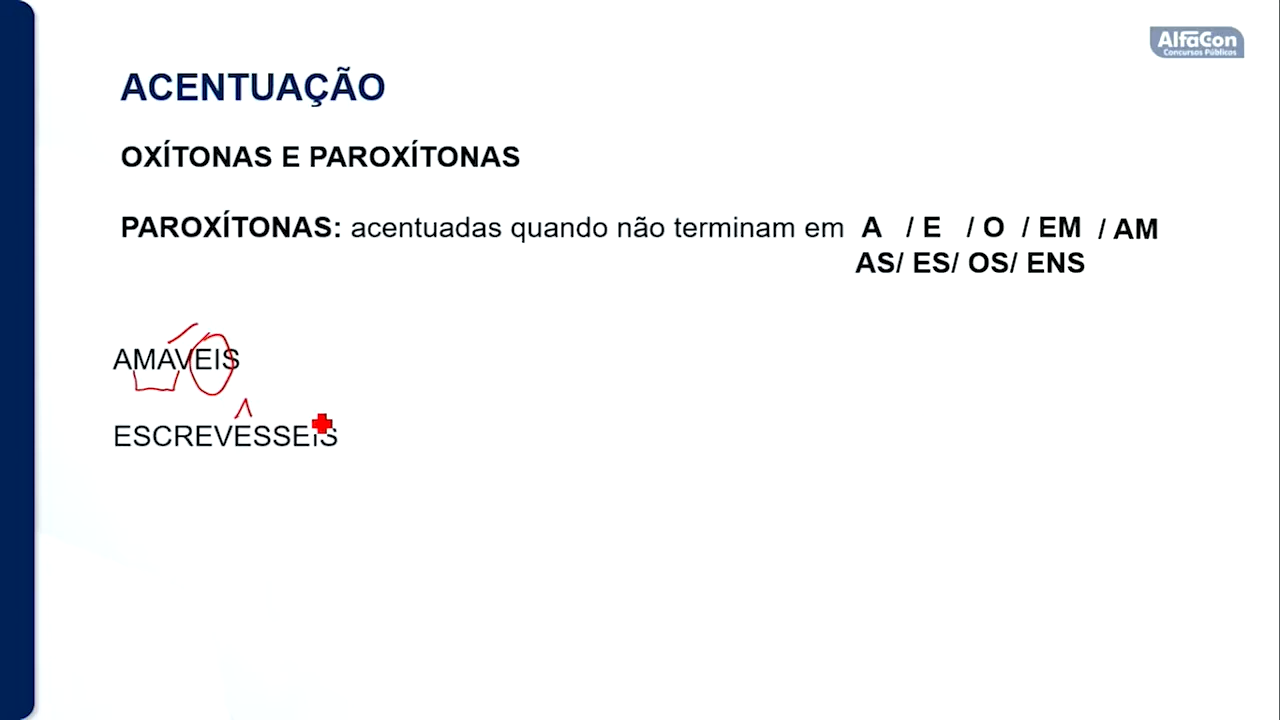 AlfaCon
Concursos Públicos
ACENTUAÇÃO
OXÍTONAS E PAROXÍTONAS
PAROXÍTONAS: acentuadas quando não terminam em A / E / O / EM / AM
AS/ ES/ OS/ ENS
AMAVEIS
ESCREVESSEIS